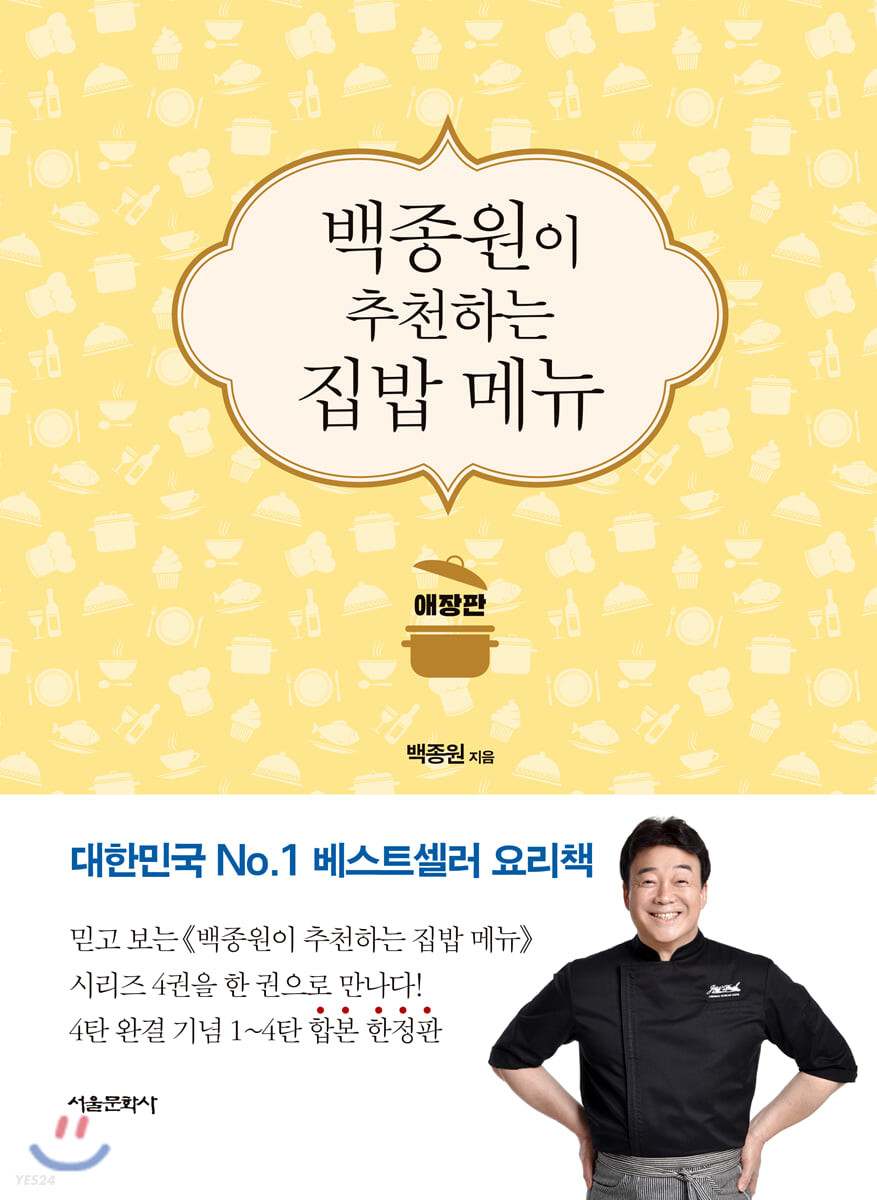 백종원이
추천하는
집밥 메뉴
애장판
백종원 지음
대한민국 No.1 베스트셀러 요리책
믿고 보는《백종원이 추천하는 집밥 메뉴》
시리즈 4권을 한 권으로 만나다!
4탄 완결 기념 1~4탄 합본 한정판
서울문화사
YES24